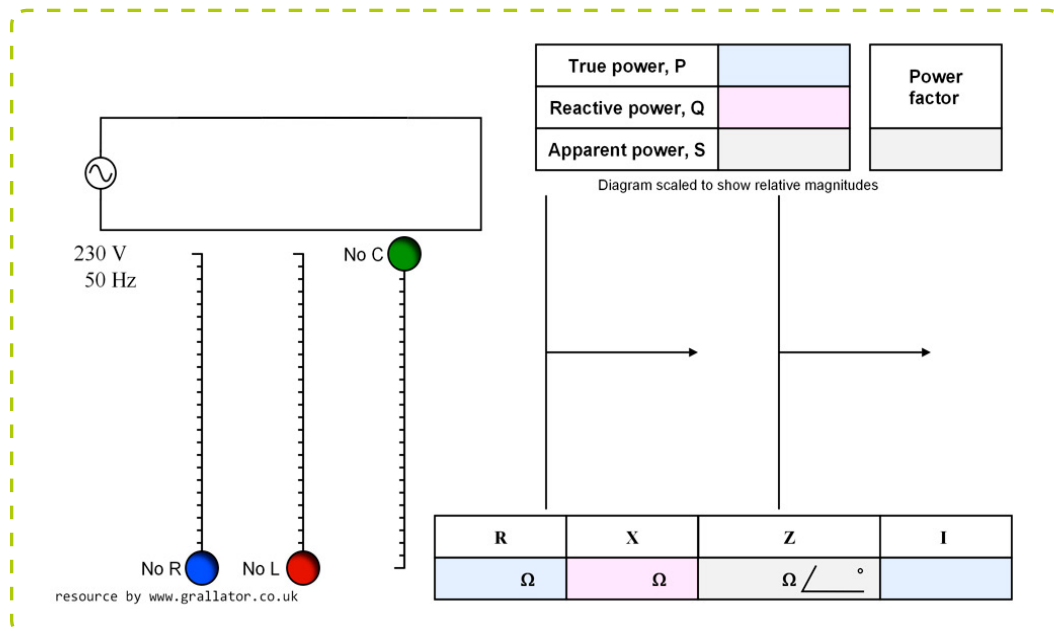 True power, P
Reactive power, Q
Apparent power, S
Power
factor
Diagram scaled to show relative magnitudes
230 V
50 Hz
No C
No R
No L
R X Z I
Ω Ω Ω °
resource by www.grallator.co.uk